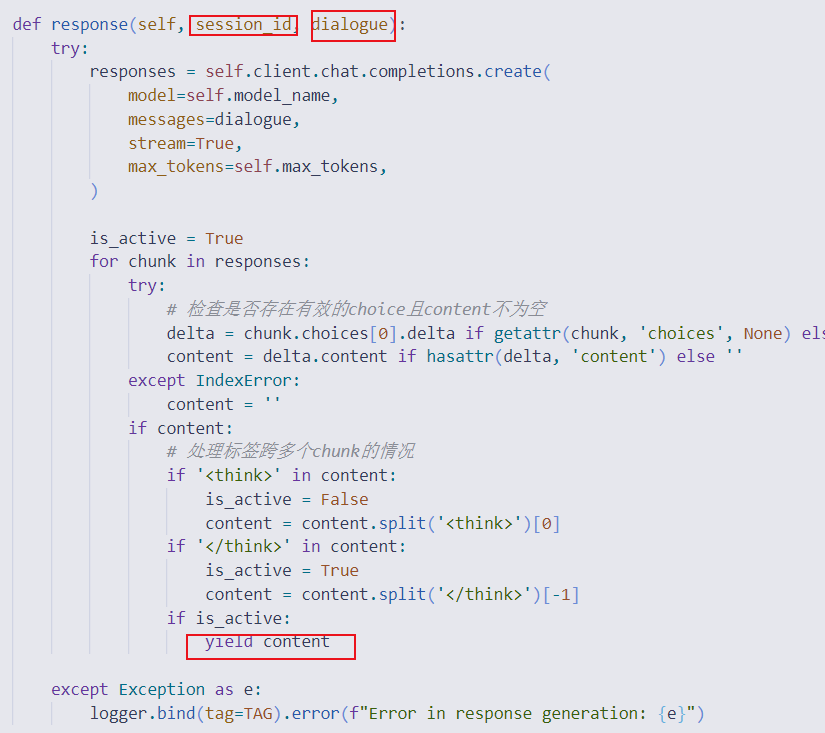 def response(self, session_id, dialogue):
    try:
        responses = self.client.chat.completions.create(
            model=self.model_name,
            messages=dialogue,
            stream=True,
            max_tokens=self.max_tokens,
        )

        is_active = True
        for chunk in responses:
            try:
                # 检查是否存在有效的choice且content不为空
                delta = chunk.choices[0].delta if getattr(chunk, 'choices', None) els
                content = delta.content if hasattr(delta, 'content') else ''
            except IndexError:
                content = ''
            if content:
                # 处理标签跨多个chunk的情况
                if '<think>' in content:
                    is_active = False
                    content = content.split('<think>')[0]
                if '</think>' in content:
                    is_active = True
                    content = content.split('</think>')[-1]
                if is_active:
                    yield content

    except Exception as e:
        logger.bind(tag=TAG).error(f"Error in response generation: {e}")